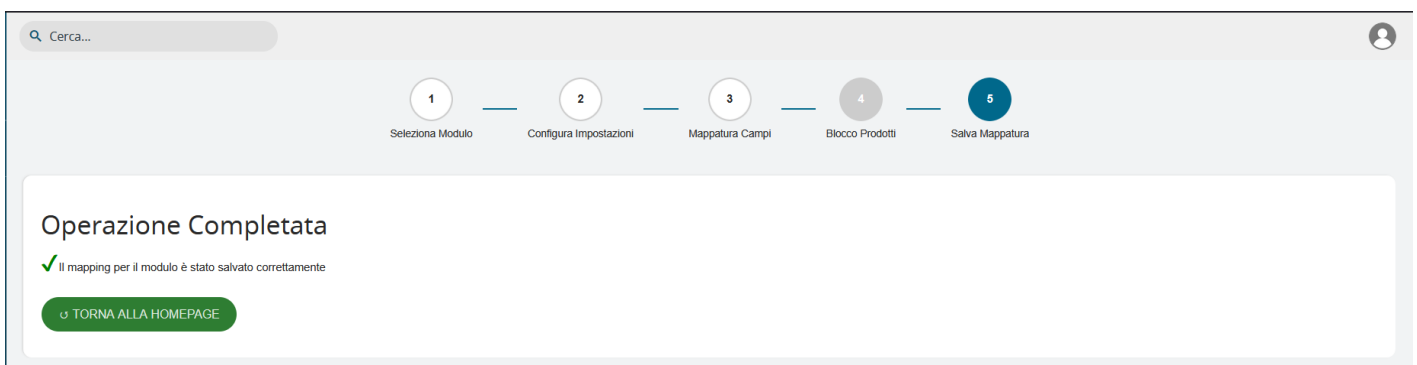 Cerca...
1
2
3
4
5
Seleziona Modulo
Configura Impostazioni
Mappatura Campi
Blocco Prodotti
Salva Mappatura
Operazione Completata
Il mapping per il modulo è stato salvato correttamente
↺ TORNA ALLA HOMEPAGE